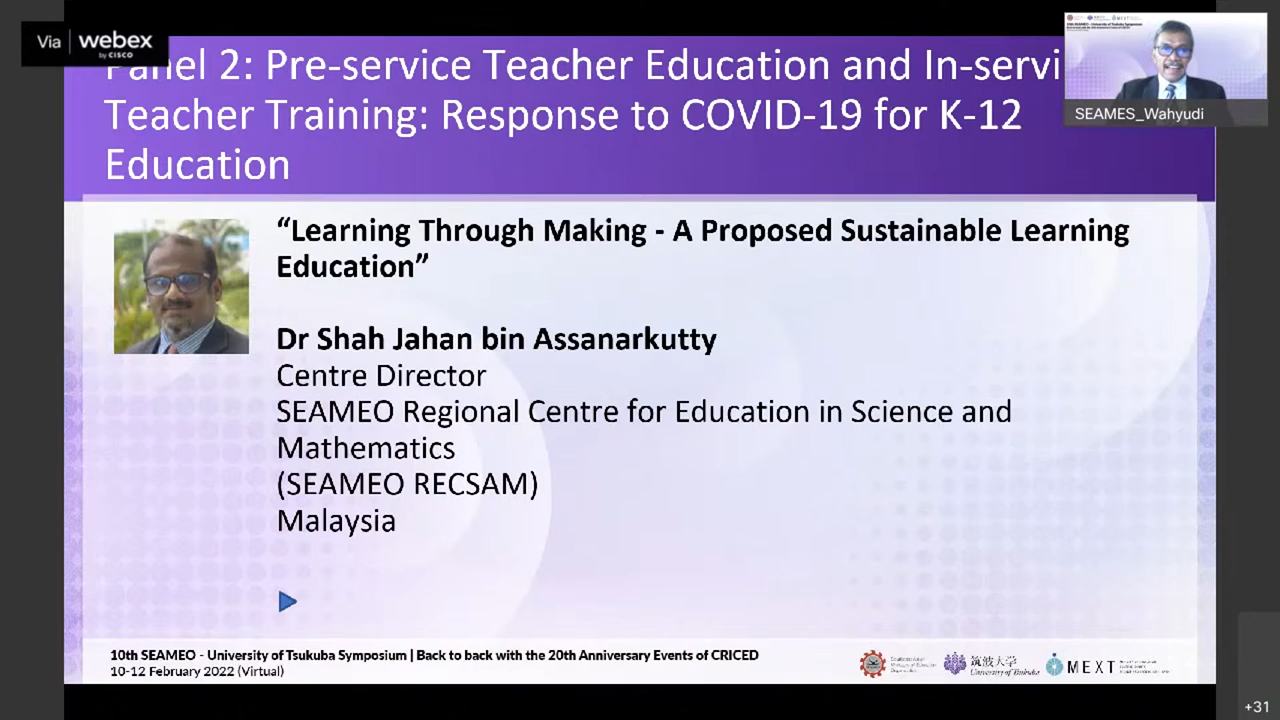 Via webex
by CISCO
Panel 2: Pre-service Teacher Education and In-servi
Teacher Training: Response to COVID-19 for K-12
Education
SEAMES_Wahyudi
“Learning Through Making - A Proposed Sustainable Learning
Education”
Dr Shah Jahan bin Assanarkutty
Centre Director
SEAMEO Regional Centre for Education in Science and
Mathematics
(SEAMEO RECSAM)
Malaysia
10th SEAMEO - University of Tsukuba Symposium | Back to back with the 20th Anniversary Events of CRICED
10-12 February 2022 (Virtual)
筑波大学
University of Tsukuba
MEXT
+31